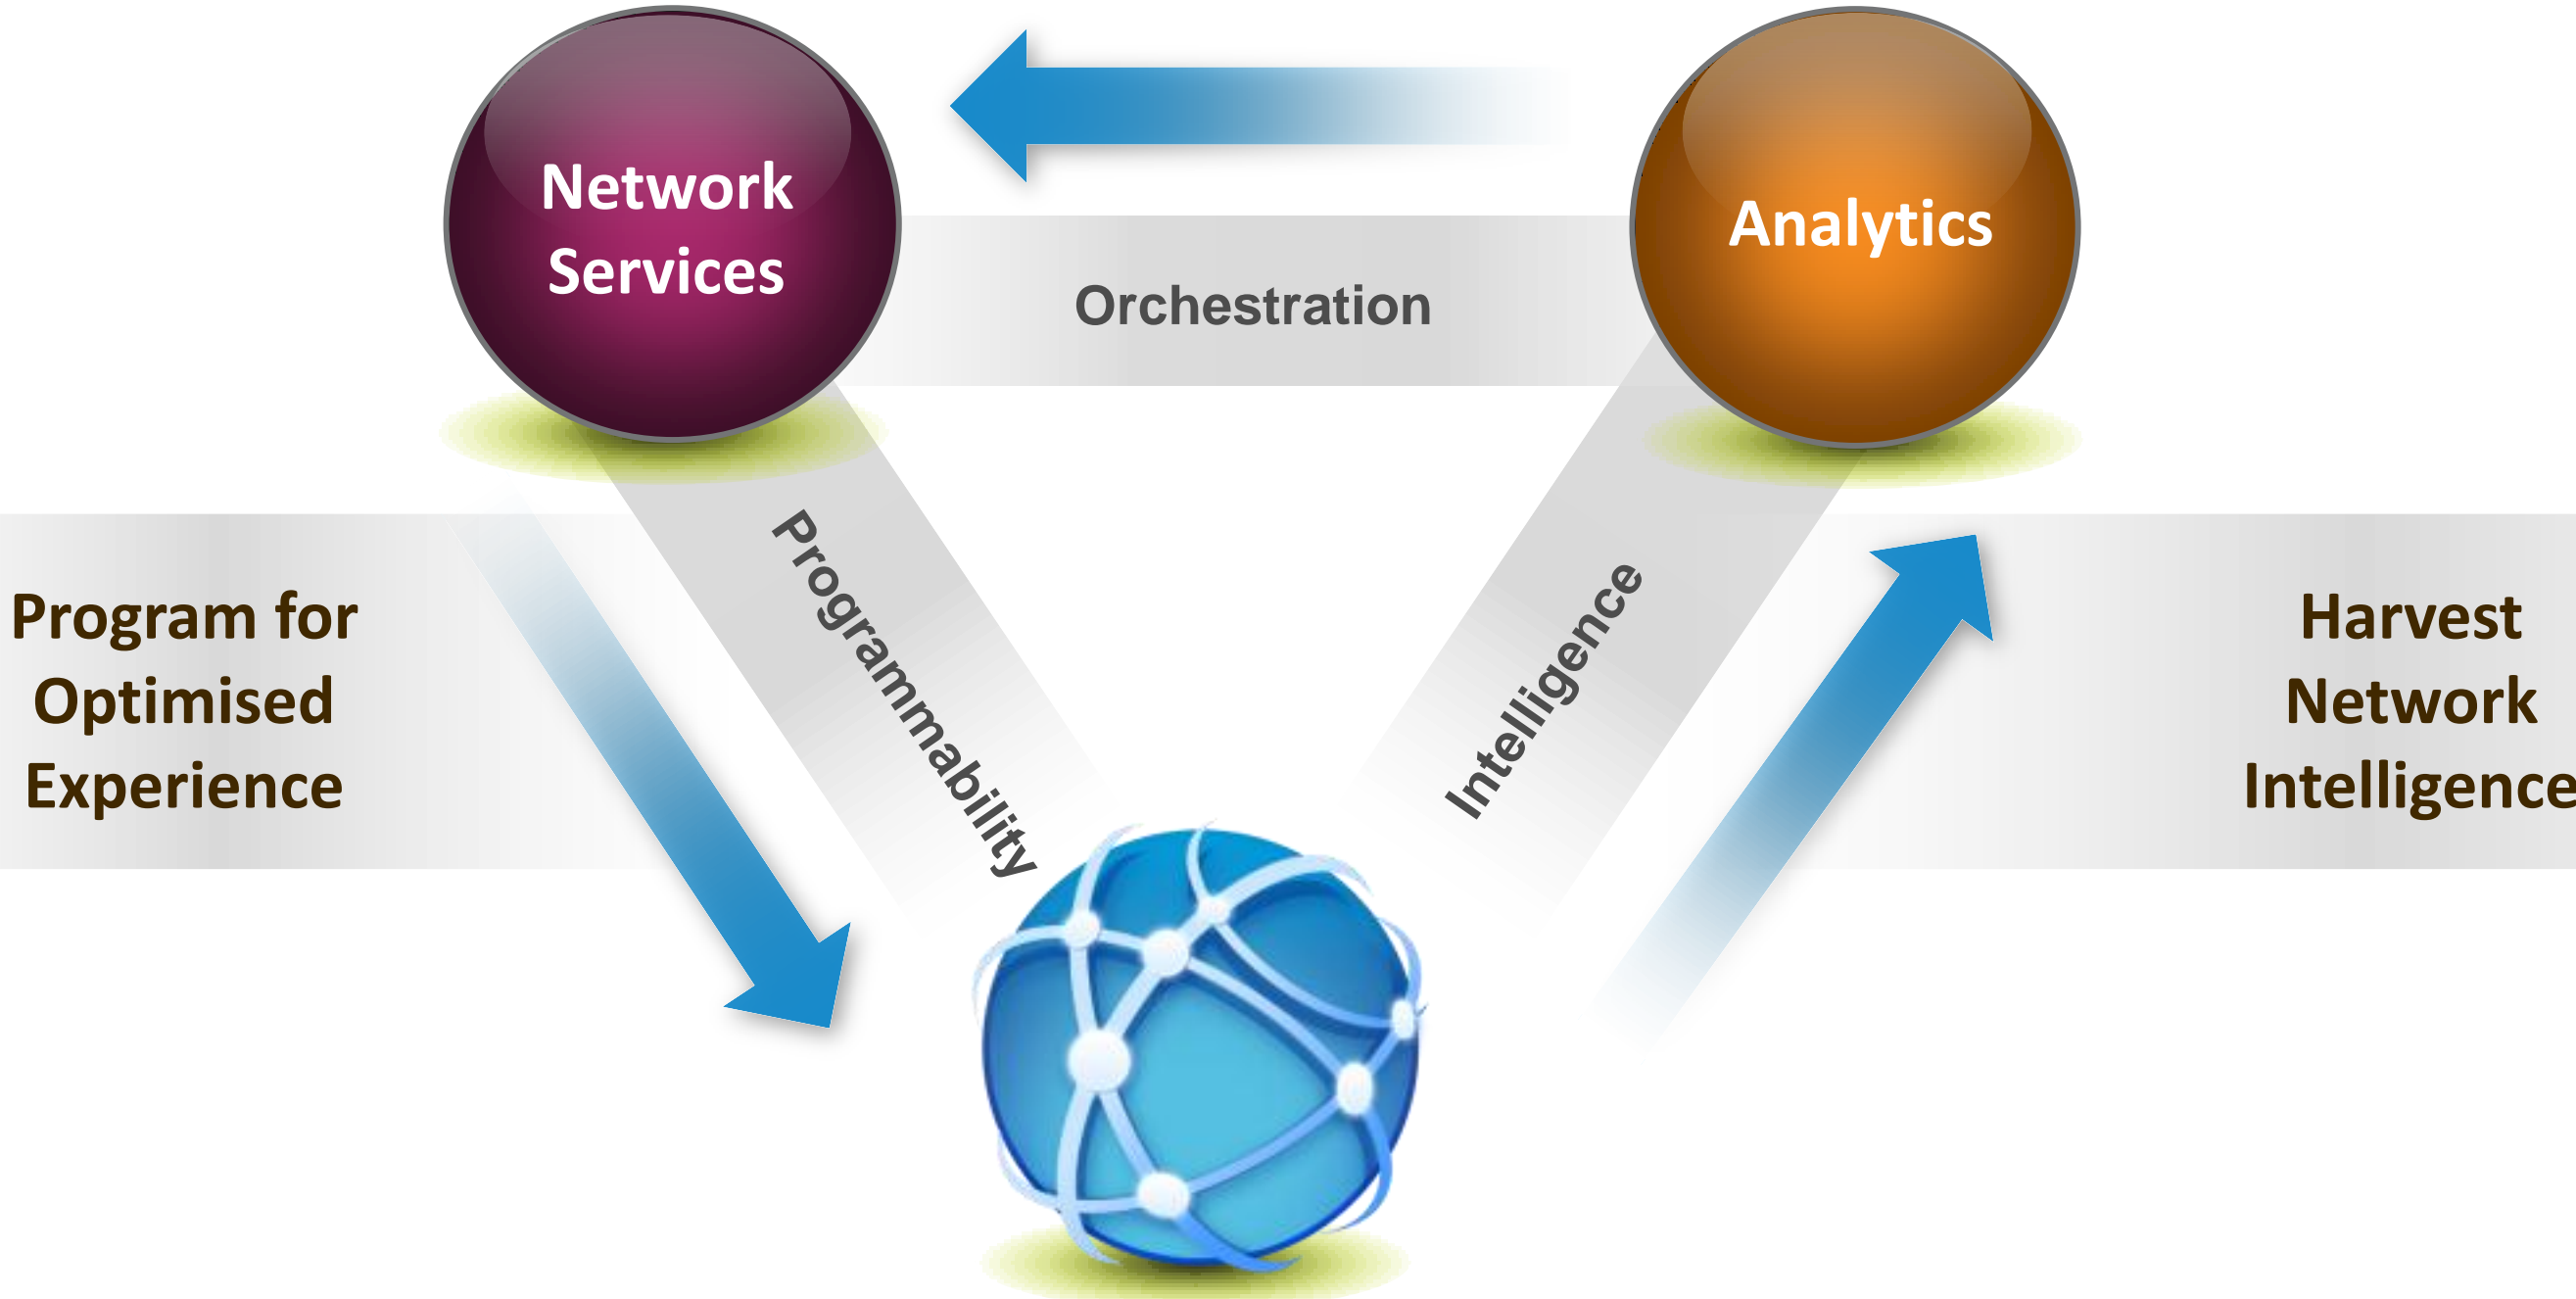 Network
Services
Analytics
Orchestration
Programmability
Intelligence
Program for
Optimised
Experience
Harvest
Network
Intelligence